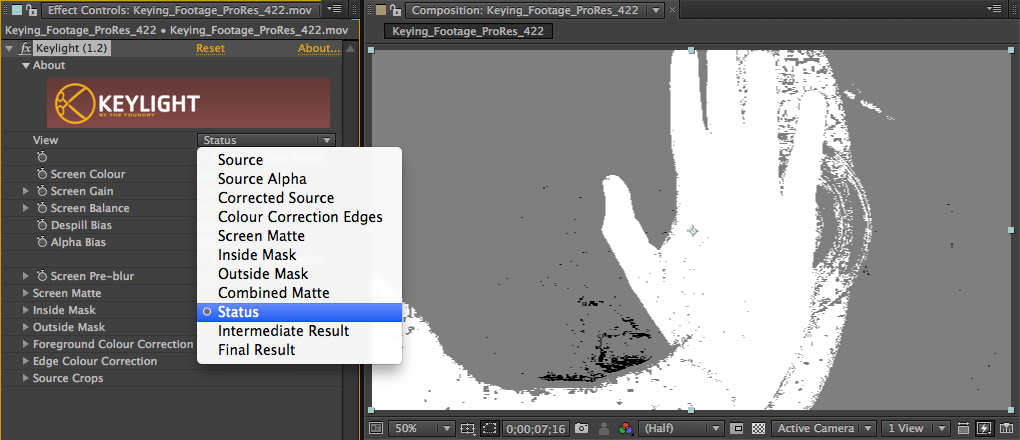 Effect Controls: Keying_Footage_ProRes_422.mov
Keying_Footage_ProRes_422 • Keying_Footage_ProRes_422.mov
fx Keylight (1.2) Reset About...
About
KEYLIGHT
BY THE FOUNDRY
View Status
Screen Colour
Screen Gain
Screen Balance
Despill Bias
Alpha Bias
Screen Pre-blur
Screen Matte
Inside Mask
Outside Mask
Foreground Colour Correction
Edge Colour Correction
Source Crops
Source
Source Alpha
Corrected Source
Colour Correction Edges
Screen Matte
Inside Mask
Outside Mask
Combined Matte
Status
Intermediate Result
Final Result
Composition: Keying_Footage_ProRes_422
Keying_Footage_ProRes_422
50% 0;00;07;16 (Half) Active Camera 1 View